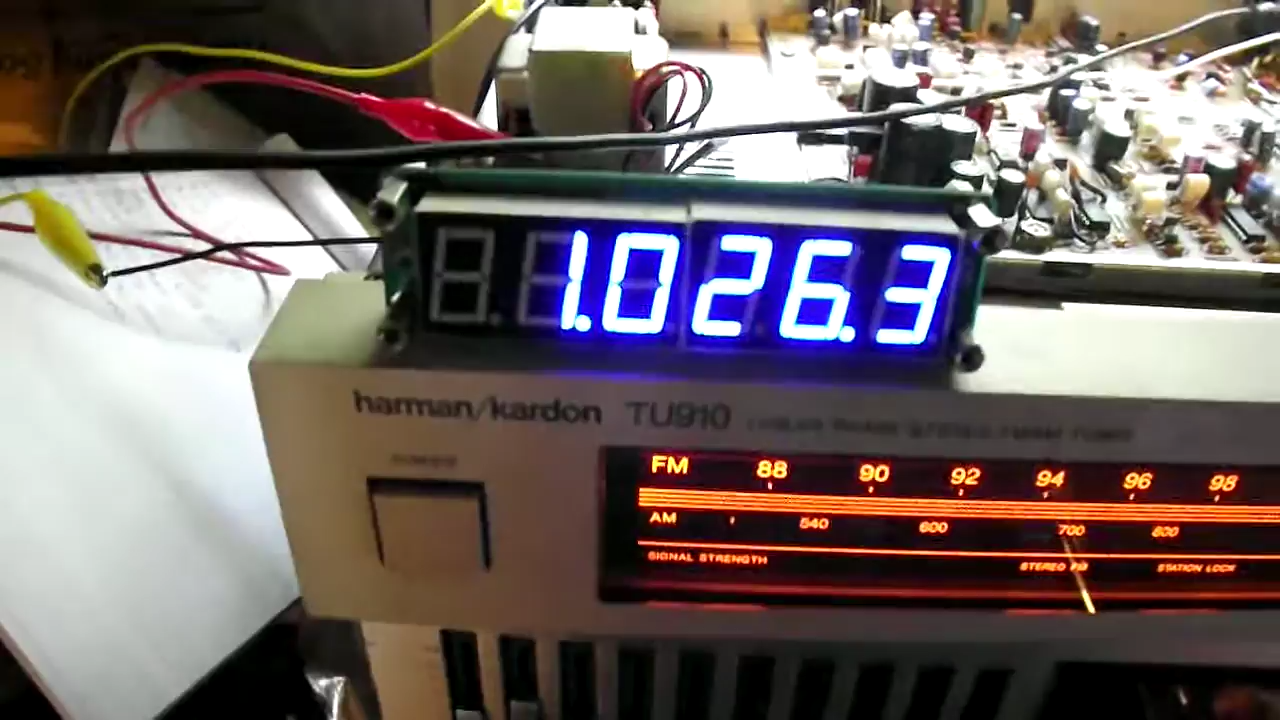 1.026.3
harman/kardon TU910
POWER
FM 88 90 92 94 96 98
AM 540 600 700 800
SIGNAL STRENGTH STEREO FM STATION LOCK